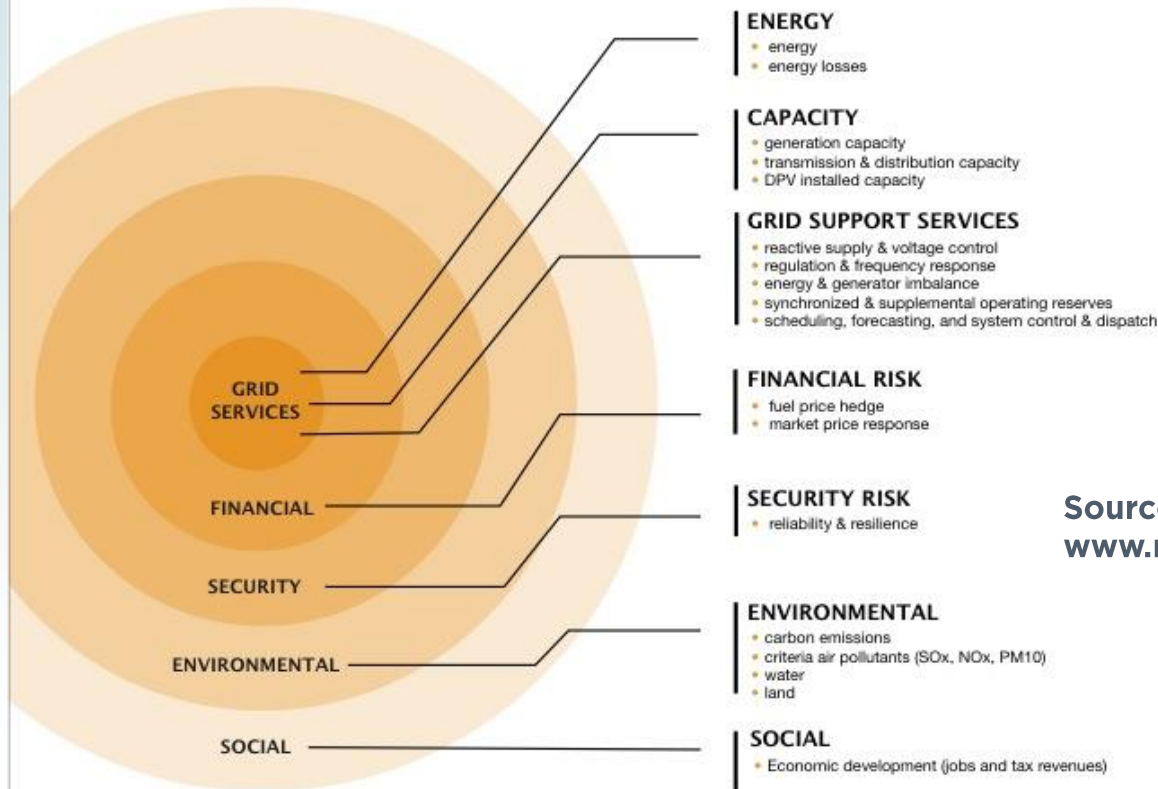 ENERGY
• energy
• energy losses
CAPACITY
• generation capacity
• transmission & distribution capacity
• DPV installed capacity
GRID SUPPORT SERVICES
• reactive supply & voltage control
• regulation & frequency response
• energy & generator imbalance
• synchronized & supplemental operating reserves
• scheduling, forecasting, and system control & dispatch
FINANCIAL RISK
• fuel price hedge
• market price response
SECURITY RISK
• reliability & resilience
ENVIRONMENTAL
• carbon emissions
• criteria air pollutants (SOx, NOx, PM10)
• water
• land
SOCIAL
• Economic development (jobs and tax revenues)
GRID
SERVICES
FINANCIAL
SECURITY
ENVIRONMENTAL
SOCIAL